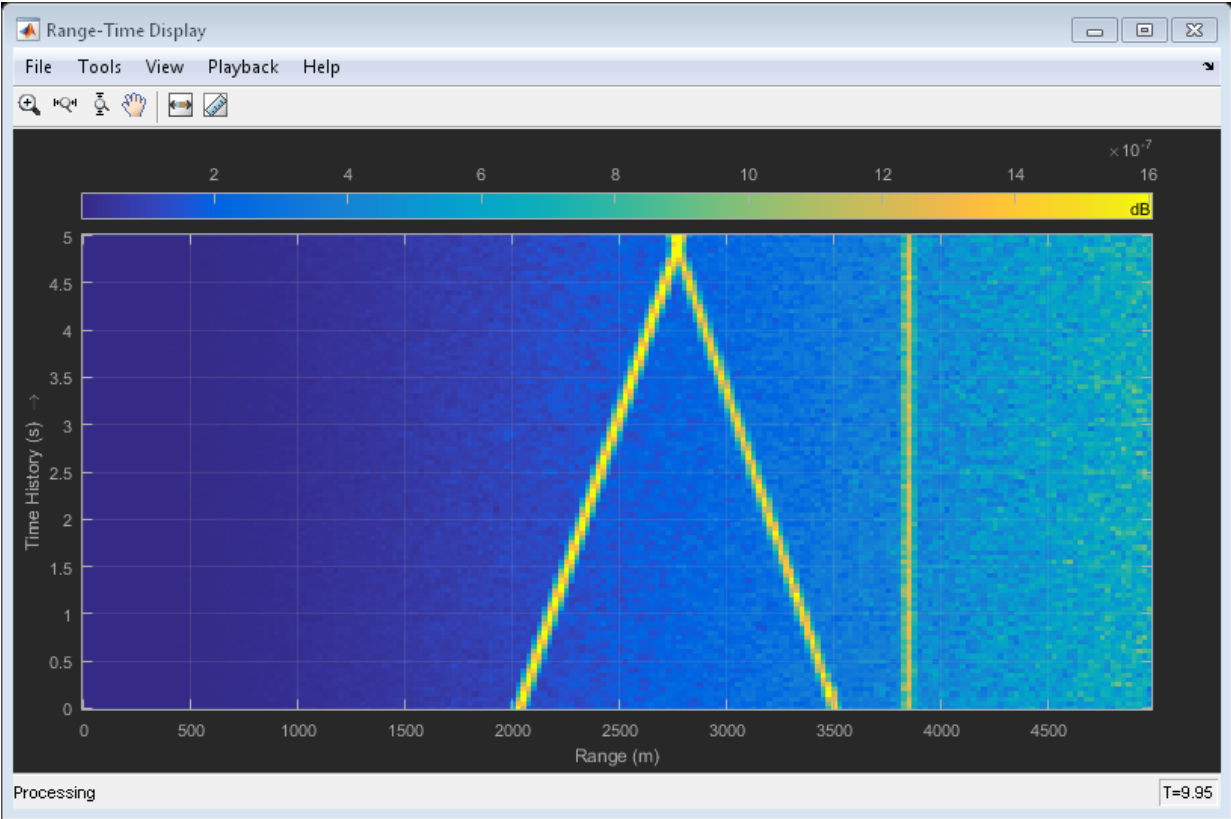 Range-Time Display
File Tools View Playback Help
×10-7
2 4 6 8 10 12 14 16
dB
5
4.5
4
3.5
3
2.5
2
1.5
1
0.5
0
Time History (s) →
0 500 1000 1500 2000 2500 3000 3500 4000 4500
Range (m)
Processing
T=9.95